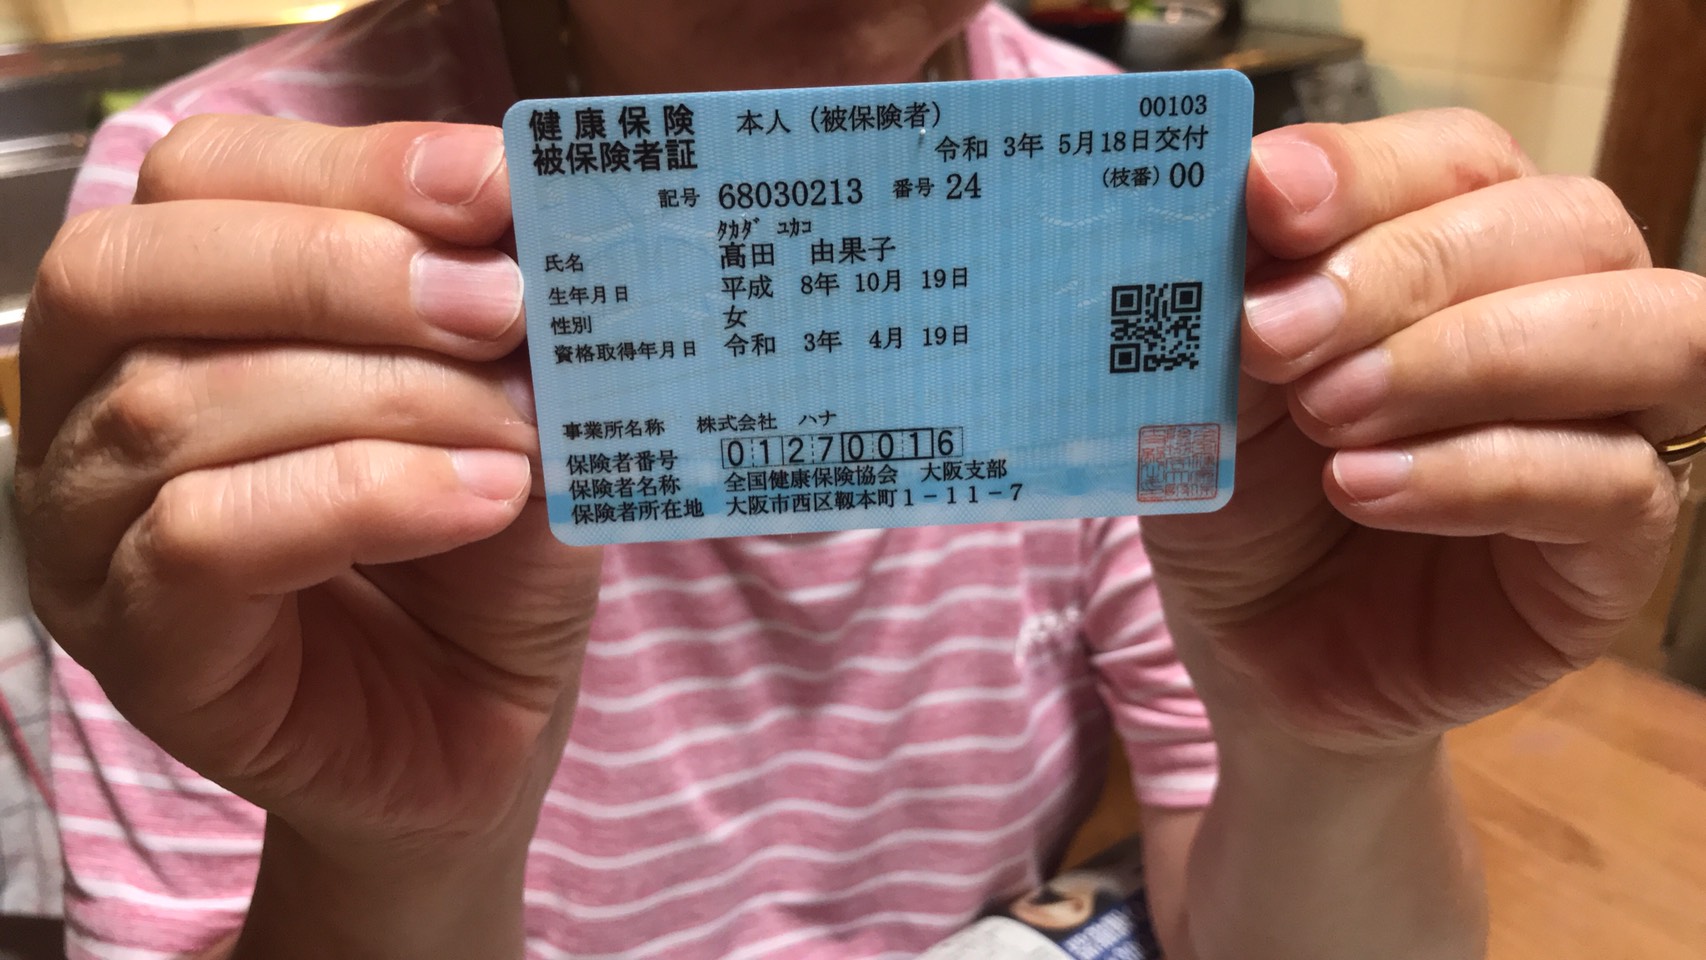 健康保険 本人（被保険者） 00103
被保険者証 令和 3年 5月18日交付
記号 68030213 番号 24 （枝番）00
ﾀｶﾀﾞ ﾕｶｺ
氏名 髙田 由果子
生年月日 平成 8年 10月 19日
性別 女
資格取得年月日 令和 3年 4月 19日
事業所名称 株式会社 ハナ
保険者番号 01270016
保険者名称 全国健康保険協会 大阪支部
保険者所在地 大阪市西区靱本町１－１１－７